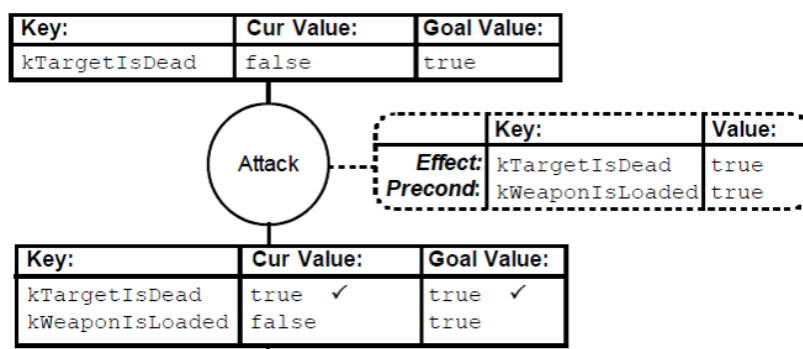 Key: Cur Value: Goal Value:
kTargetIsDead false true
Attack
Key: Value:
Effect: kTargetIsDead true
Precond: kWeaponIsLoaded true
Key: Cur Value: Goal Value:
kTargetIsDead true ✓ true ✓
kWeaponIsLoaded false true